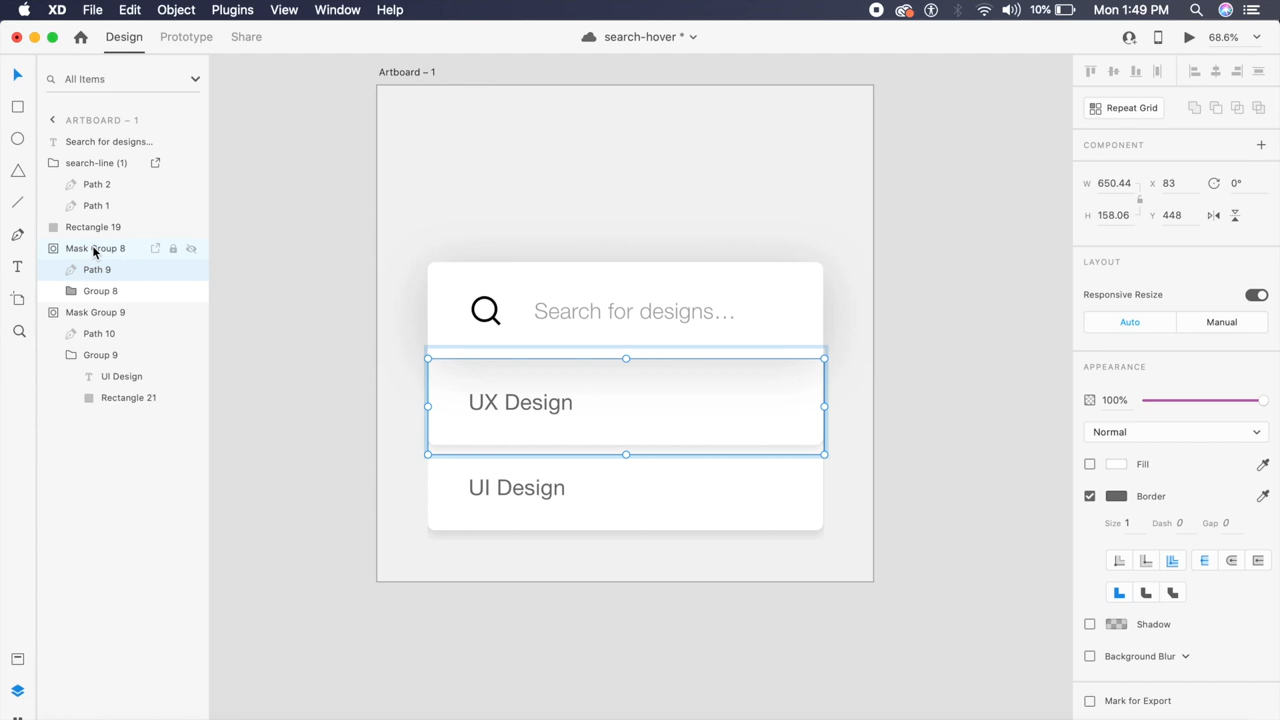 XD File Edit Object Plugins View Window Help 10% Mon 1:49 PM
Design Prototype Share search-hover * 68.6%
All Items
Artboard – 1
Repeat Grid
ARTBOARD – 1
Search for designs...
COMPONENT
search-line (1)
Path 2
W 650.44 X 83 0°
Path 1
H 158.06 Y 448
Rectangle 19
Mask Group 8
Path 9
LAYOUT
Group 8
Responsive Resize
Mask Group 9
Auto Manual
Path 10
Group 9
UI Design
Rectangle 21
Search for designs...
UX Design
UI Design
APPEARANCE
100%
Normal
Fill
Border
Size 1 Dash 0 Gap 0
Shadow
Background Blur
Mark for Export